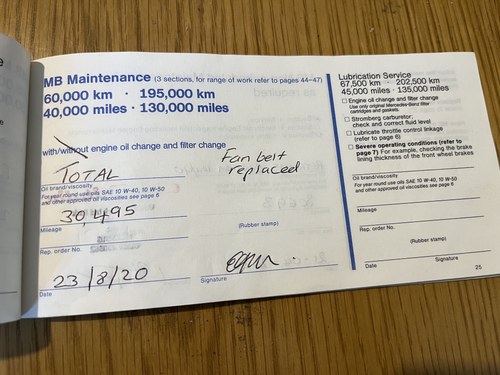 MB Maintenance (3 sections, for range of work refer to pages 44–47)
60,000 km · 195,000 km
40,000 miles · 130,000 miles
with/without engine oil change and filter change
TOTAL
Fan belt
replaced
Oil brand/viscosity
For year round use oils SAE 10 W-40, 10 W-50
and other approved oil viscosities see page 6
30,495
Mileage
Rep. order No.
(Rubber stamp)
23/8/20
Date
Signature
Lubrication Service
67,500 km · 202,500 km
45,000 miles · 135,000 miles
Engine oil and filter change
Use only original Mercedes-Benz filter
cartridges and gaskets.
Stromberg carburetor;
check and correct fluid level
Lubricate throttle control linkage
(refer to page 6)
Severe operating conditions (refer to
page 7) For example, checking the brake
lining thickness of the front wheel brakes
Oil brand/viscosity
For year round use oils SAE 10 W-40, 10 W-50
and other approved oil viscosities see page 6
Mileage
Rep. order No.
(Rubber stamp)
Date
Signature
25